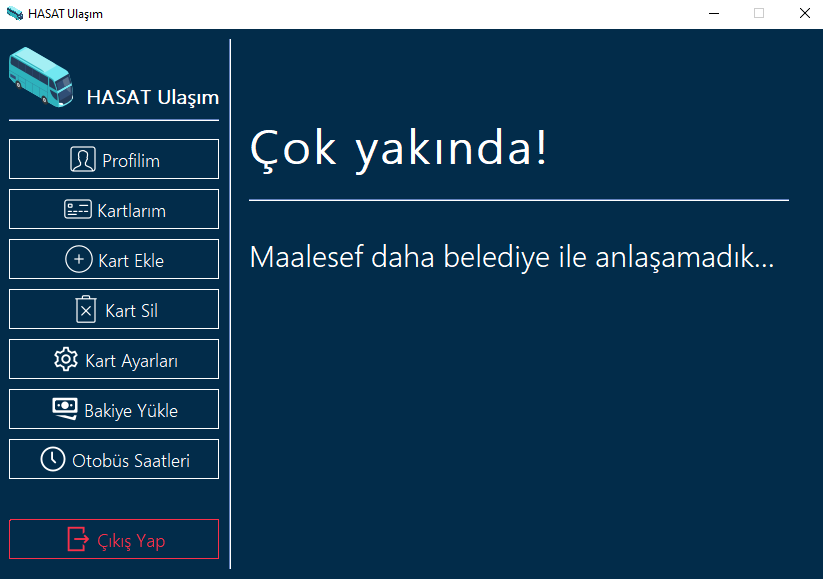 HASAT Ulaşım
HASAT Ulaşım
Profilim
Kartlarım
Kart Ekle
Kart Sil
Kart Ayarları
Bakiye Yükle
Otobüs Saatleri
Çıkış Yap
Çok yakında!
Maalesef daha belediye ile anlaşamadık...